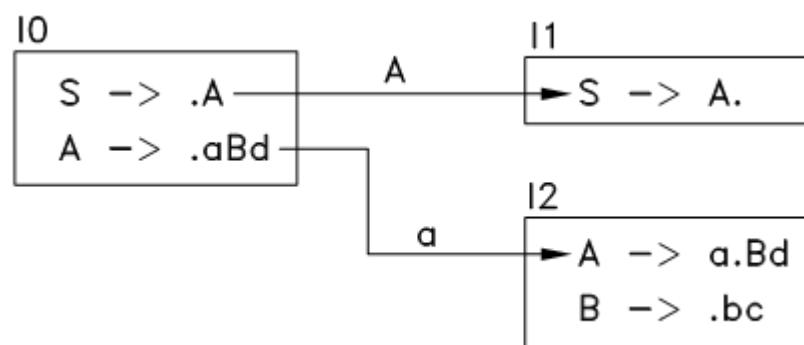 I0
S -> .A
A -> .aBd
A
a
I1
S -> A.
I2
A -> a.Bd
B -> .bc